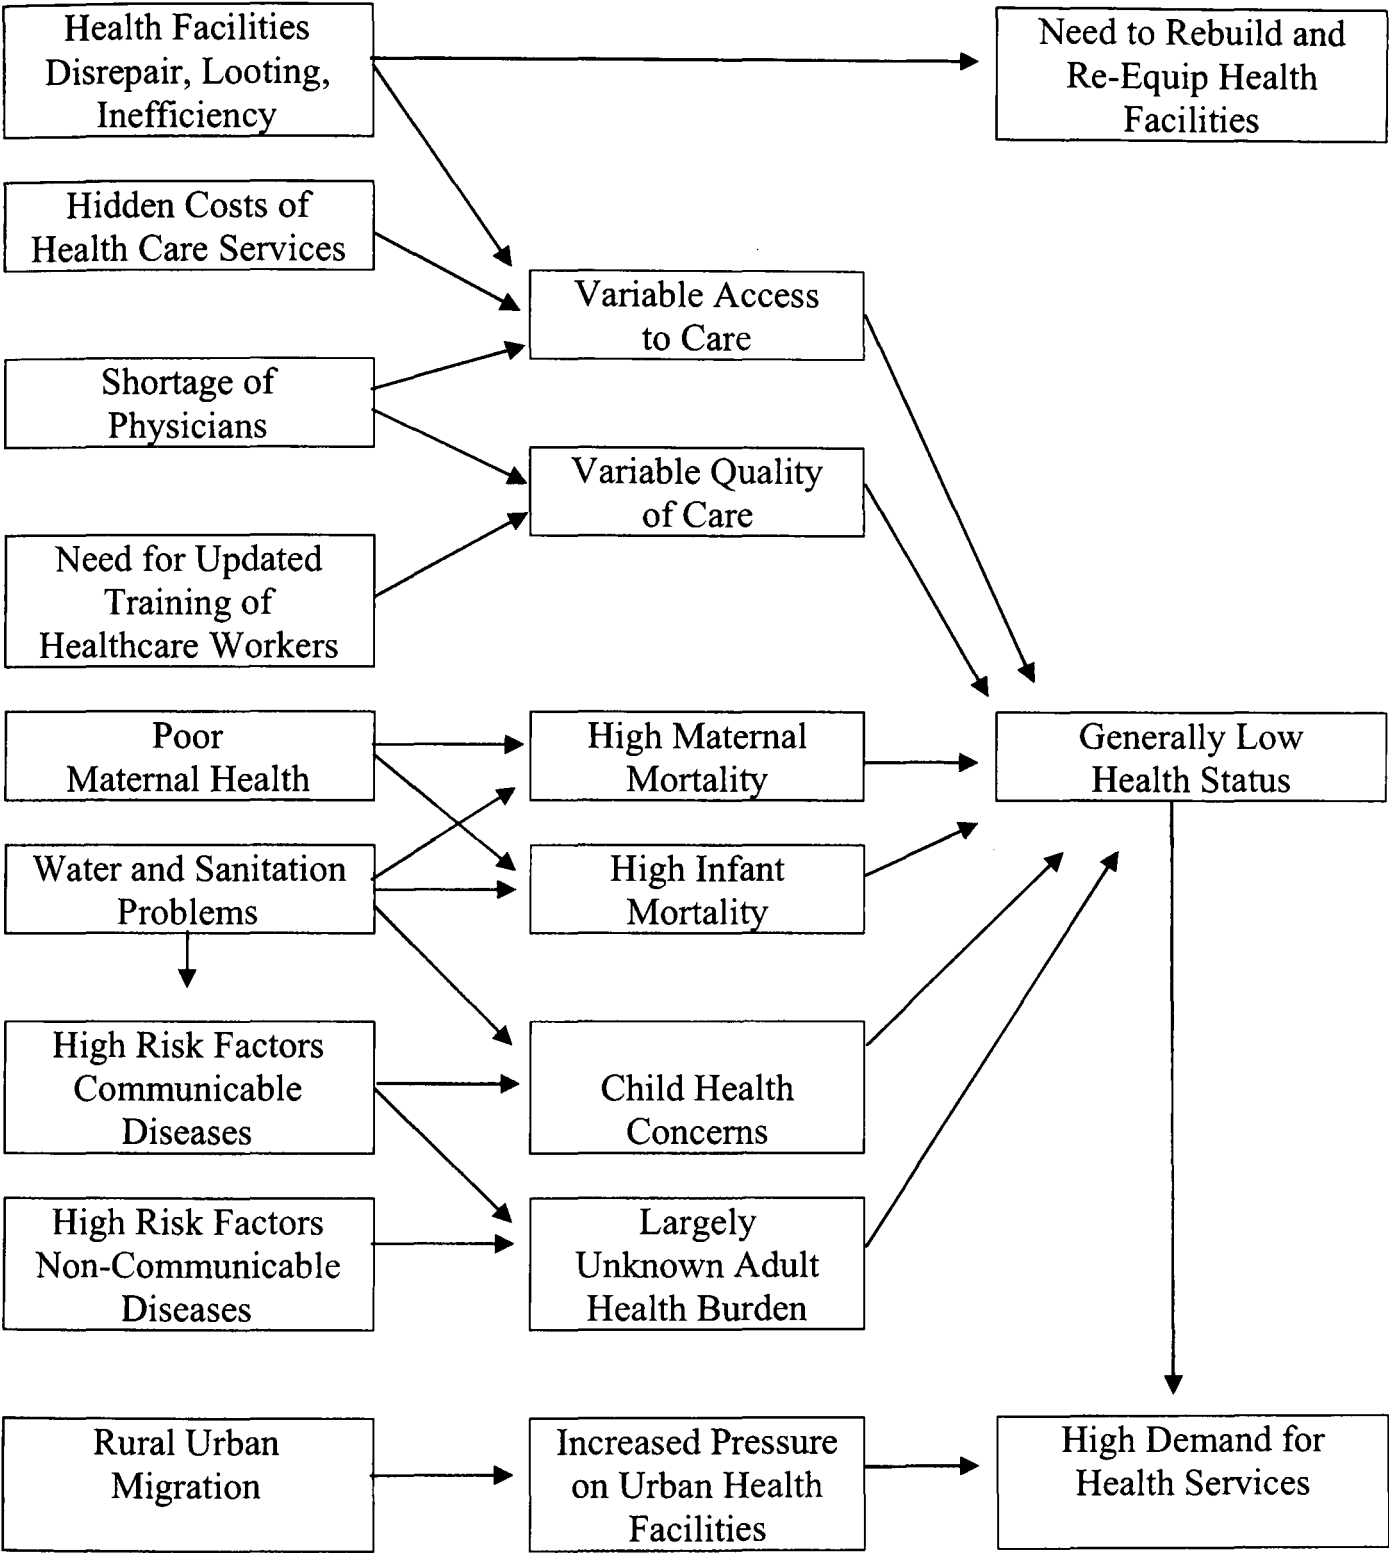 Health Facilities
Disrepair, Looting,
Inefficiency
Need to Rebuild and
Re-Equip Health
Facilities
Hidden Costs of
Health Care Services
Variable Access
to Care
Shortage of
Physicians
Variable Quality
of Care
Need for Updated
Training of
Healthcare Workers
Poor
Maternal Health
High Maternal
Mortality
Generally Low
Health Status
Water and Sanitation
Problems
High Infant
Mortality
High Risk Factors
Communicable
Diseases
Child Health
Concerns
High Risk Factors
Non-Communicable
Diseases
Largely
Unknown Adult
Health Burden
Rural Urban
Migration
Increased Pressure
on Urban Health
Facilities
High Demand for
Health Services